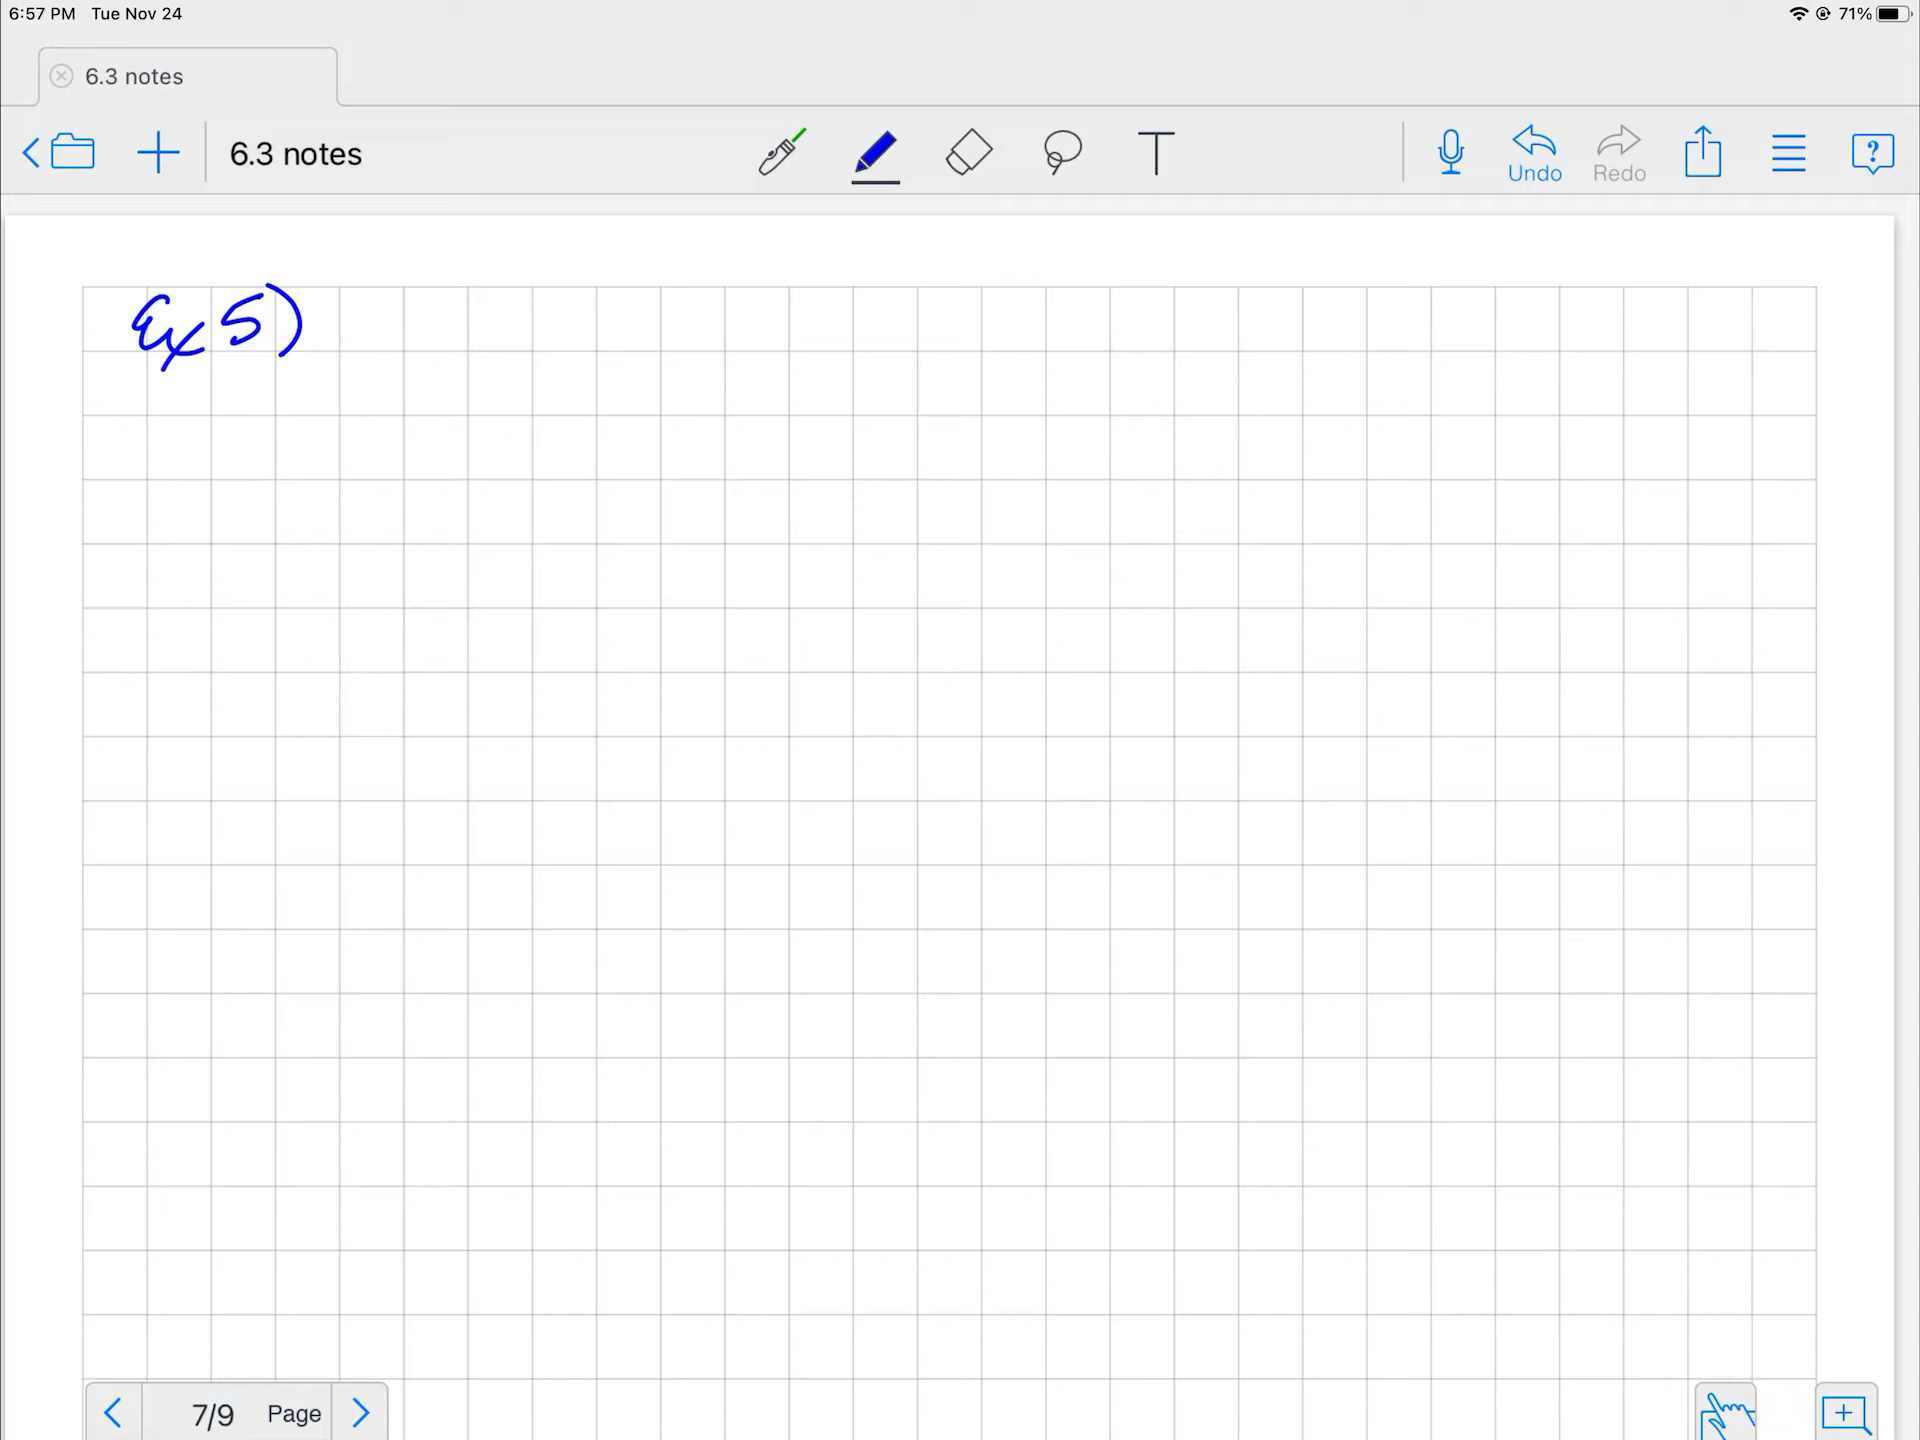 6:57 PM Tue Nov 24 71%
6.3 notes
6.3 notes
Undo Redo
?
T
Ex 5)
7/9 Page